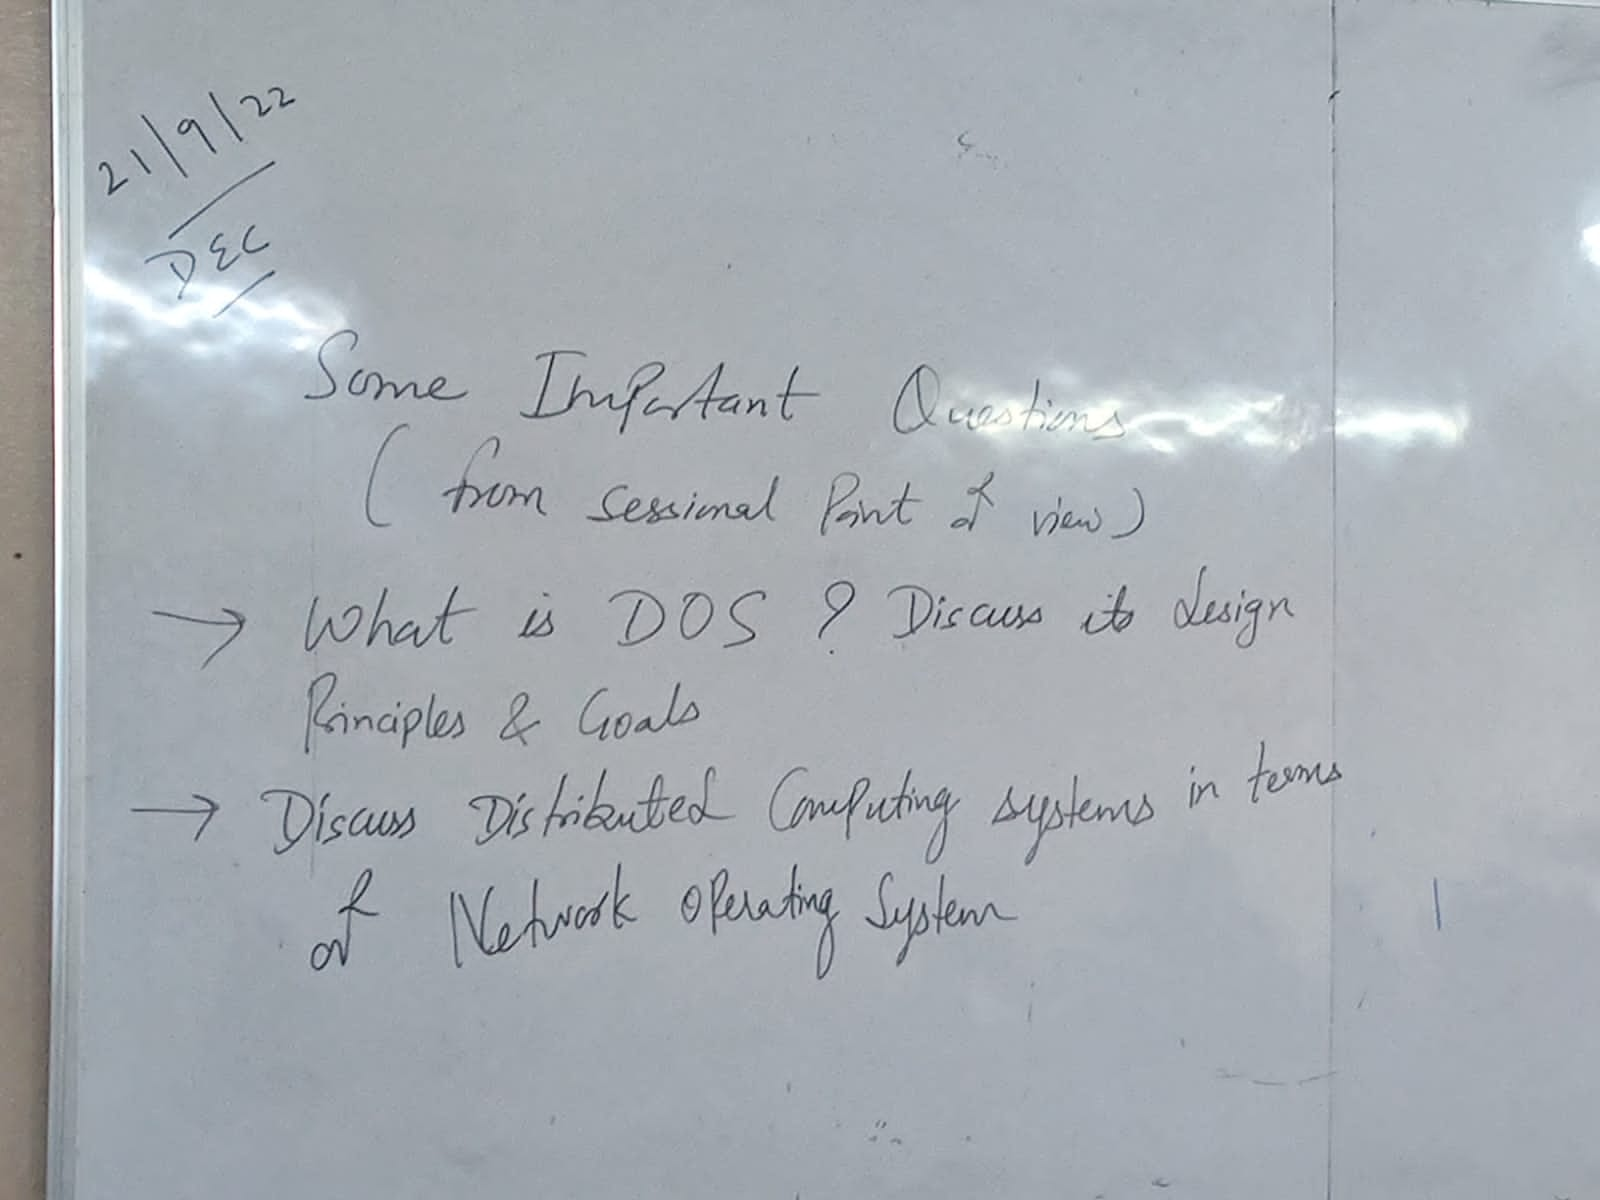 21/9/22
DEC
Some Important Questions
(from sessional Point of view)
→ What is DOS ? Discuss its design
Principles & Goals
→ Discuss Distributed Computing systems in terms
of Network Operating System